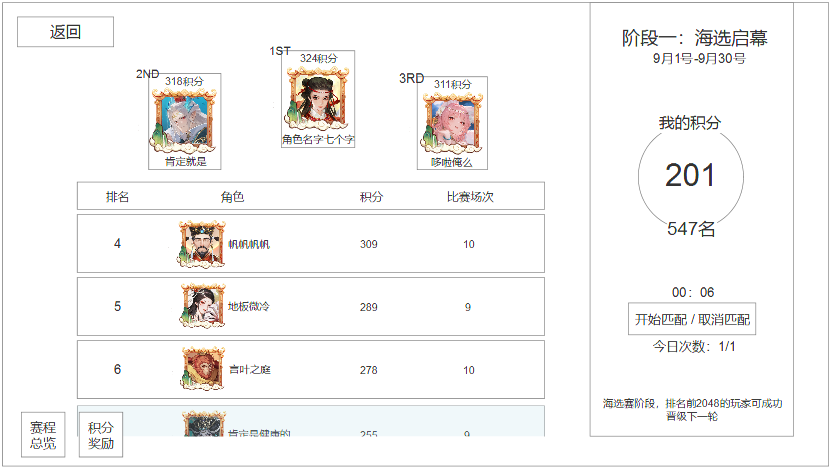 返回
1ST
324积分
角色名字七个字
2ND
318积分
肯定就是
3RD
311积分
哆啦俺么
排名 角色 积分 比赛场次
4 帆帆帆帆 309 10
5 地板微冷 289 9
6 言叶之庭 278 10
肯定是健康的 255 9
赛程
总览
积分
奖励
阶段一：海选启幕
9月1号-9月30号
我的积分
201
547名
00：06
开始匹配 / 取消匹配
今日次数：1/1
海选赛阶段，排名前2048的玩家可成功
晋级下一轮